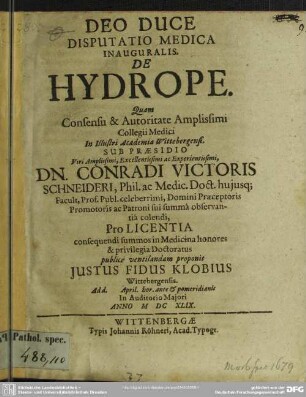 DEO DUCE
DISPUTATIO MEDICA
INAUGURALIS.
DE
HYDROPE.
Quam
Consensu & Autoritate Amplissimi
Collegii Medici
In Illustri Academia Wittebergensi.
SUB PRÆSIDIO
Viri Amplissimi, Excellentissimi ac Experientissimi,
DN. CONRADI VICTORIS
SCHNEIDERI, Phil. ac Medic. Doct. hujusq;
Facult, Prof. Publ. celeberrimi, Domini Præceptoris
Promotoris ac Patroni sui summâ observan-
tiâ colendi,
Pro LICENTIA
consequendi summos in Medicina honores
& privilegia Doctoratus
publicè ventilandam proponit
JUSTUS FIDUS KLOBIUS
Wittebergensis.
Add. April. hor. ante & pomeridianis
In Auditorio Majori
ANNO M DC XLIX.
WITTENBERGÆ
Typis Johannis Röhneri, Acad. Typogr.
Pathol. spec.
488,110
37